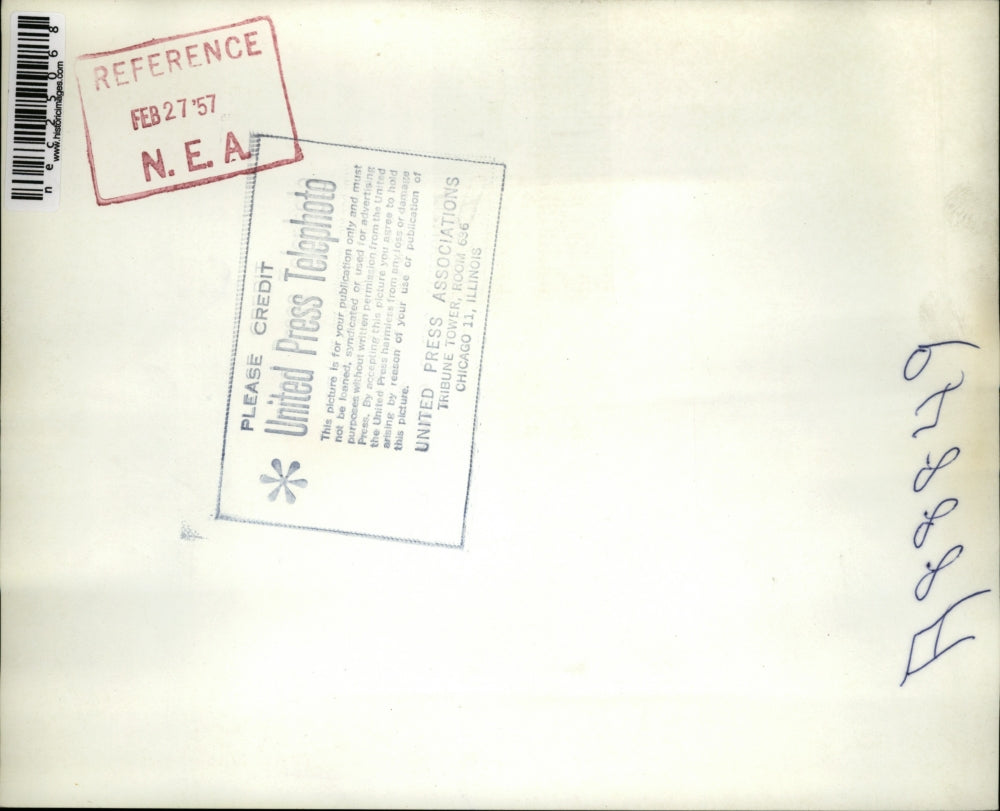 nec25068
www.historicimages.com
REFERENCE
FEB 27 '57
N. E. A.
PLEASE CREDIT
United Press Telephoto
This picture is for your publication only and must
not be loaned, syndicated or used for advertising
purposes without written permission from the United
Press. By accepting this picture you agree to hold
the United Press harmless from any loss or damage
arising by reason of your use or publication of
this picture.
UNITED PRESS ASSOCIATIONS
TRIBUNE TOWER, ROOM 636
CHICAGO 11, ILLINOIS